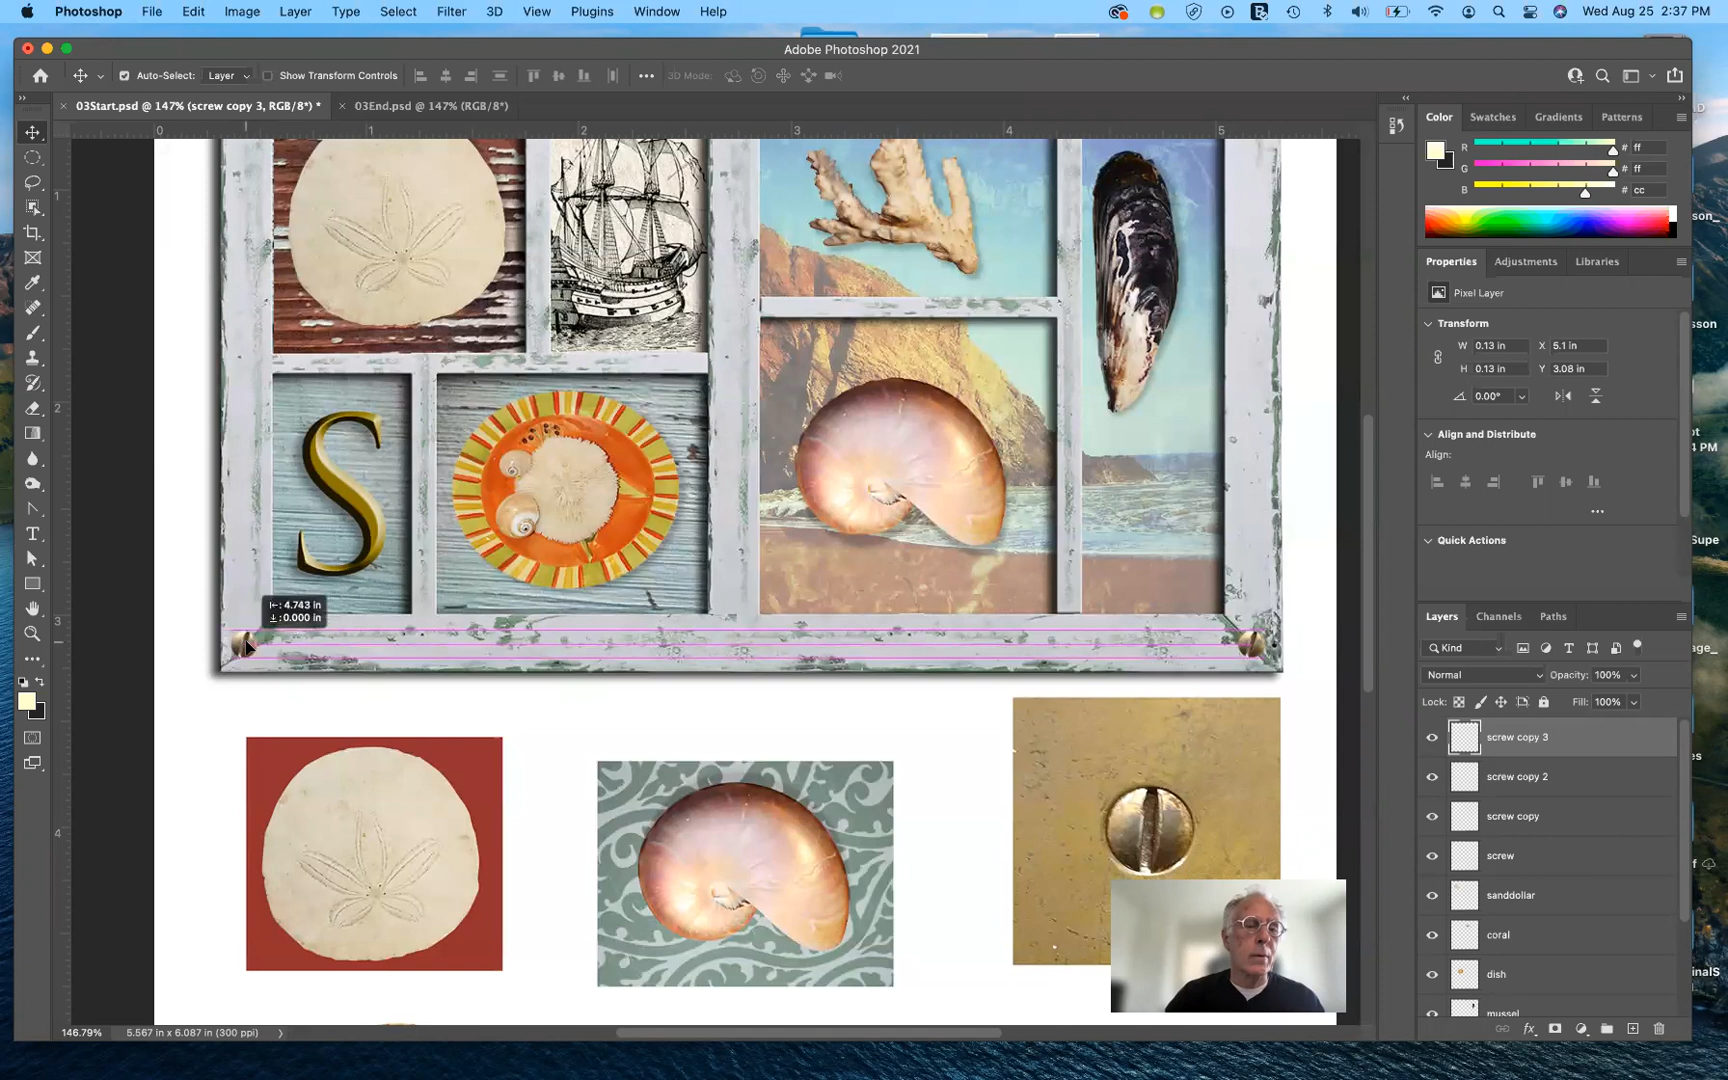 Photoshop File Edit Image Layer Type Select Filter 3D View Plugins Window Help
Wed Aug 25 2:37 PM
Adobe Photoshop 2021
Auto-Select: Layer Show Transform Controls
3D Mode:
03Start.psd @ 147% (screw copy 3, RGB/8*) *
03End.psd @ 147% (RGB/8*)
0 1 2 3 4 5
1
2
3
4
S
4.743 in
0.000 in
Color Swatches Gradients Patterns
R # ff
G # ff
B # cc
Properties Adjustments Libraries
Pixel Layer
Transform
W 0.13 in X 5.1 in
H 0.13 in Y 3.08 in
0.00°
Align and Distribute
Align:
Quick Actions
Layers Channels Paths
Kind
Normal Opacity: 100%
Lock: Fill: 100%
screw copy 3
screw copy 2
screw copy
screw
sanddollar
coral
dish
mussel
146.79% 5.567 in x 6.087 in (300 ppi)